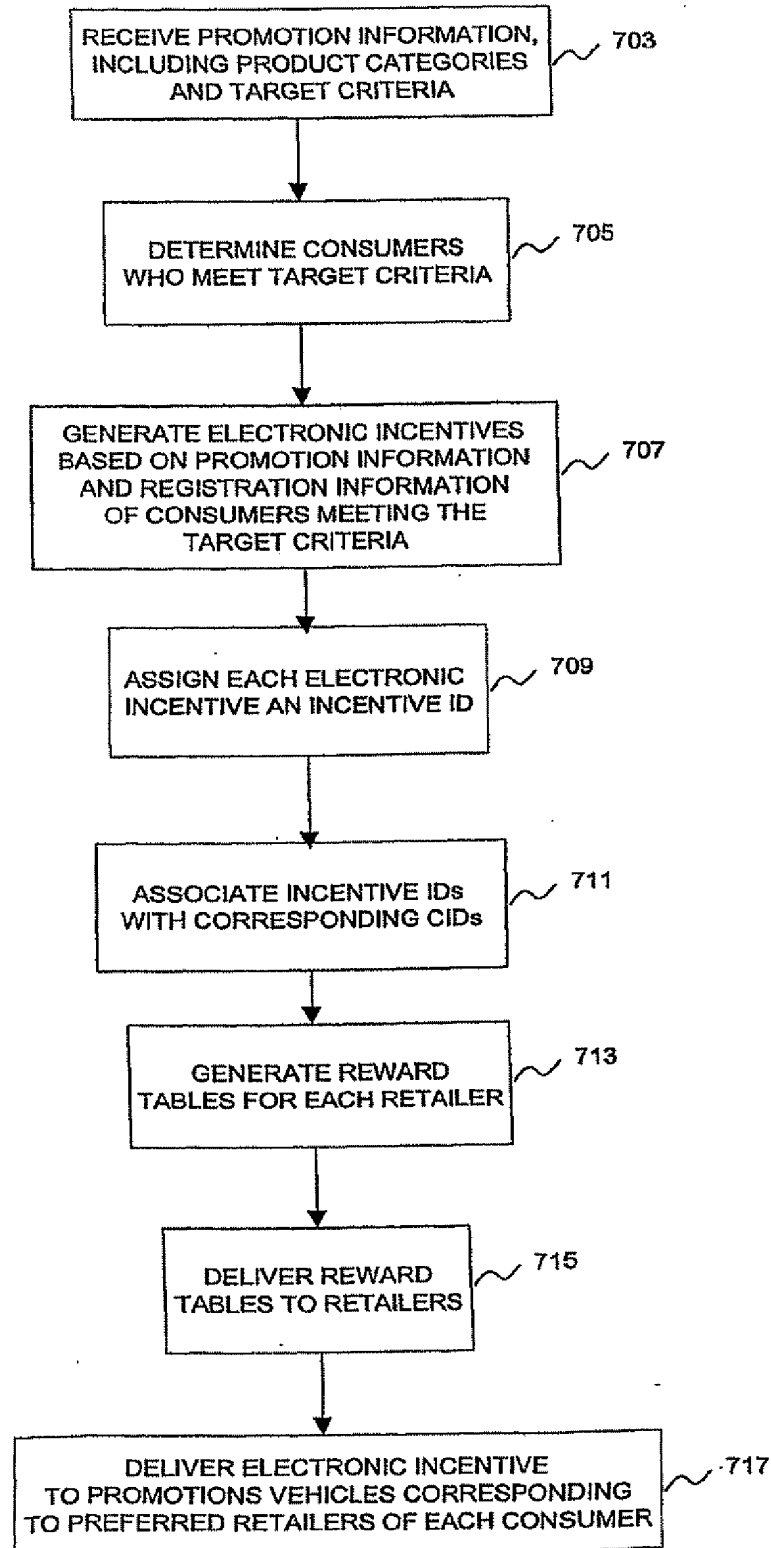 RECEIVE PROMOTION INFORMATION,
INCLUDING PRODUCT CATEGORIES
AND TARGET CRITERIA
703
DETERMINE CONSUMERS
WHO MEET TARGET CRITERIA
705
GENERATE ELECTRONIC INCENTIVES
BASED ON PROMOTION INFORMATION
AND REGISTRATION INFORMATION
OF CONSUMERS MEETING THE
TARGET CRITERIA
707
ASSIGN EACH ELECTRONIC
INCENTIVE AN INCENTIVE ID
709
ASSOCIATE INCENTIVE IDs
WITH CORRESPONDING CIDs
711
GENERATE REWARD
TABLES FOR EACH RETAILER
713
DELIVER REWARD
TABLES TO RETAILERS
715
DELIVER ELECTRONIC INCENTIVE
TO PROMOTIONS VEHICLES CORRESPONDING
TO PREFERRED RETAILERS OF EACH CONSUMER
717